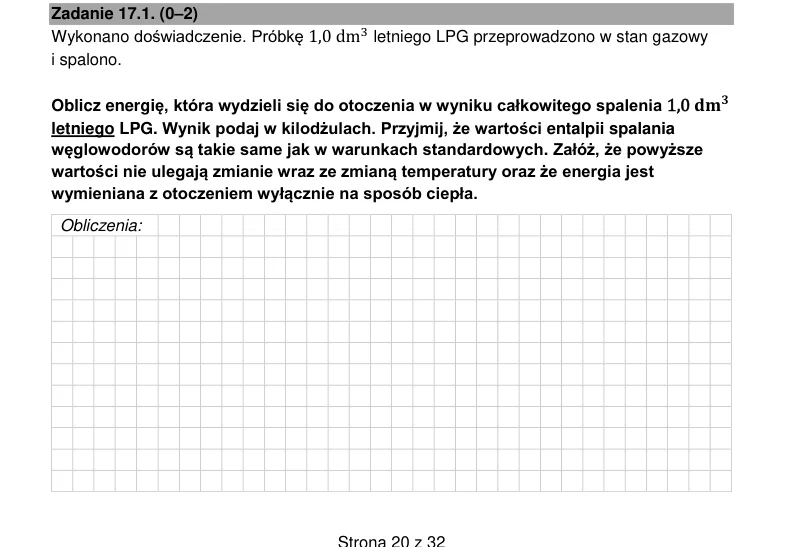 Zadanie 17.1. (0–2)
Wykonano doświadczenie. Próbkę 1,0 dm³ letniego LPG przeprowadzono w stan gazowy
i spalono.
Oblicz energię, która wydzieli się do otoczenia w wyniku całkowitego spalenia 1,0 dm³
letniego LPG. Wynik podaj w kilodżulach. Przyjmij, że wartości entalpii spalania
węglowodorów są takie same jak w warunkach standardowych. Załóż, że powyższe
wartości nie ulegają zmianie wraz ze zmianą temperatury oraz że energia jest
wymieniana z otoczeniem wyłącznie na sposób ciepła.
Obliczenia:
Strona 20 z 32